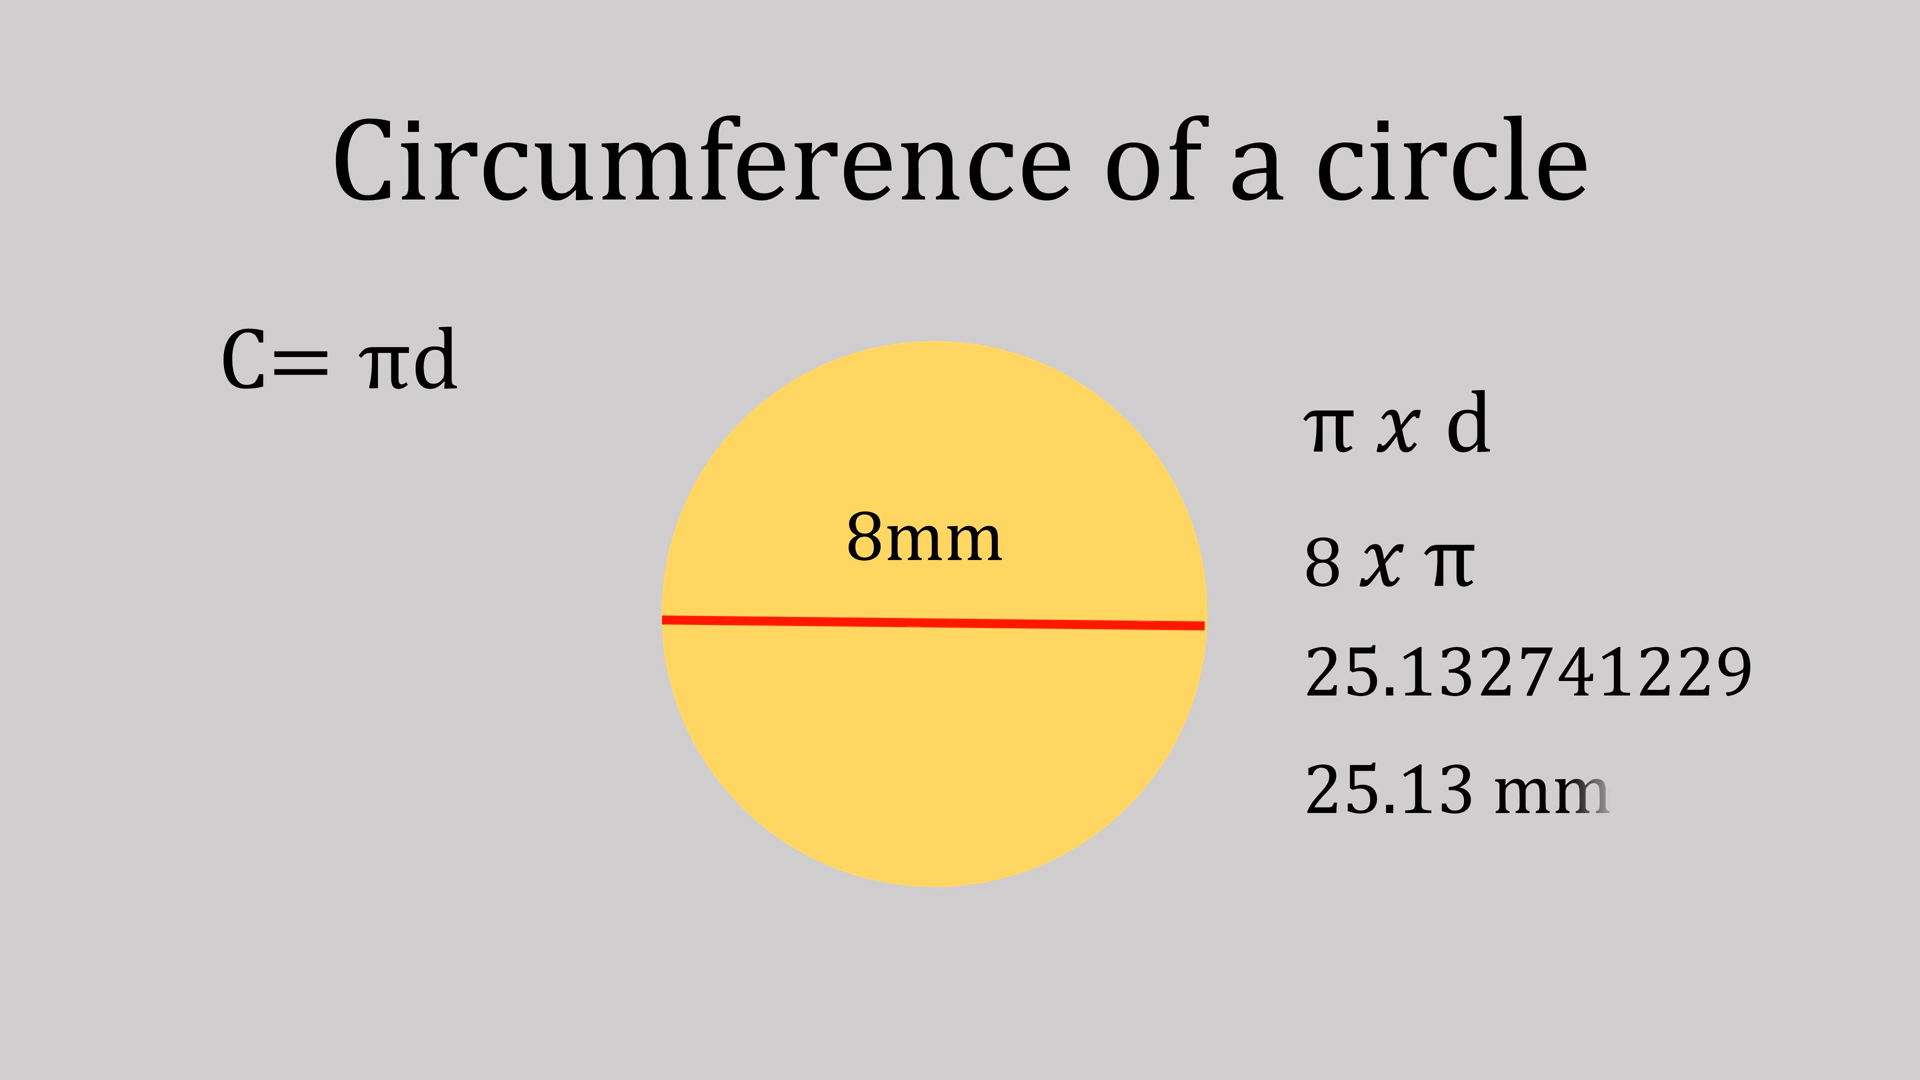 Circumference of a circle
C= πd
8mm
π x d
8 x π
25.132741229
25.13 mm